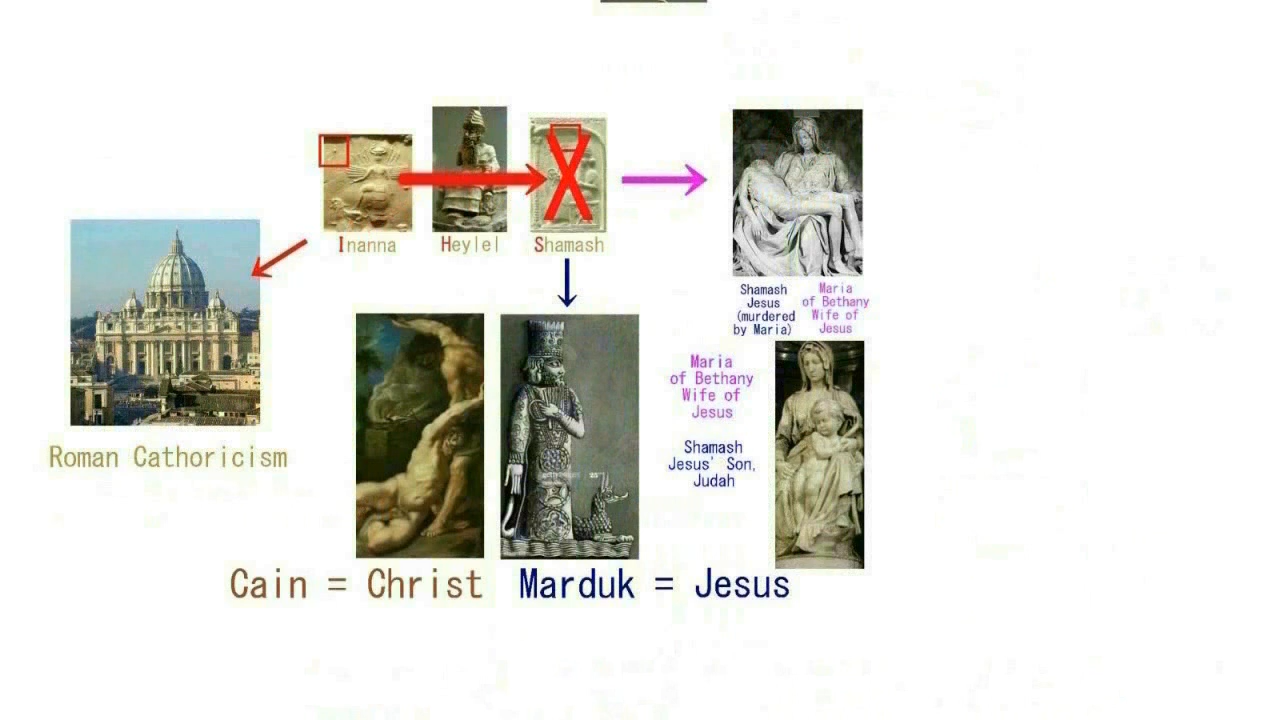 Inanna
Heylel
Shamash
Roman Cathoricism
Shamash
Jesus
(murdered
by Maria)
Maria
of Bethany
Wife of
Jesus
Maria
of Bethany
Wife of
Jesus
Shamash
Jesus' Son,
Judah
Cain = Christ
Marduk = Jesus